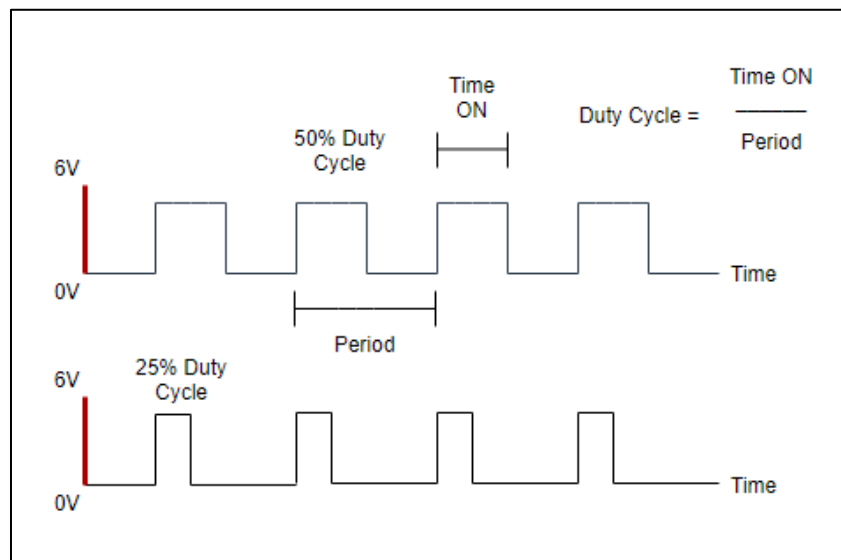 Time
ON
Time ON
Duty Cycle =
Period
50% Duty
Cycle
6V
0V
Time
Period
25% Duty
Cycle
6V
0V
Time